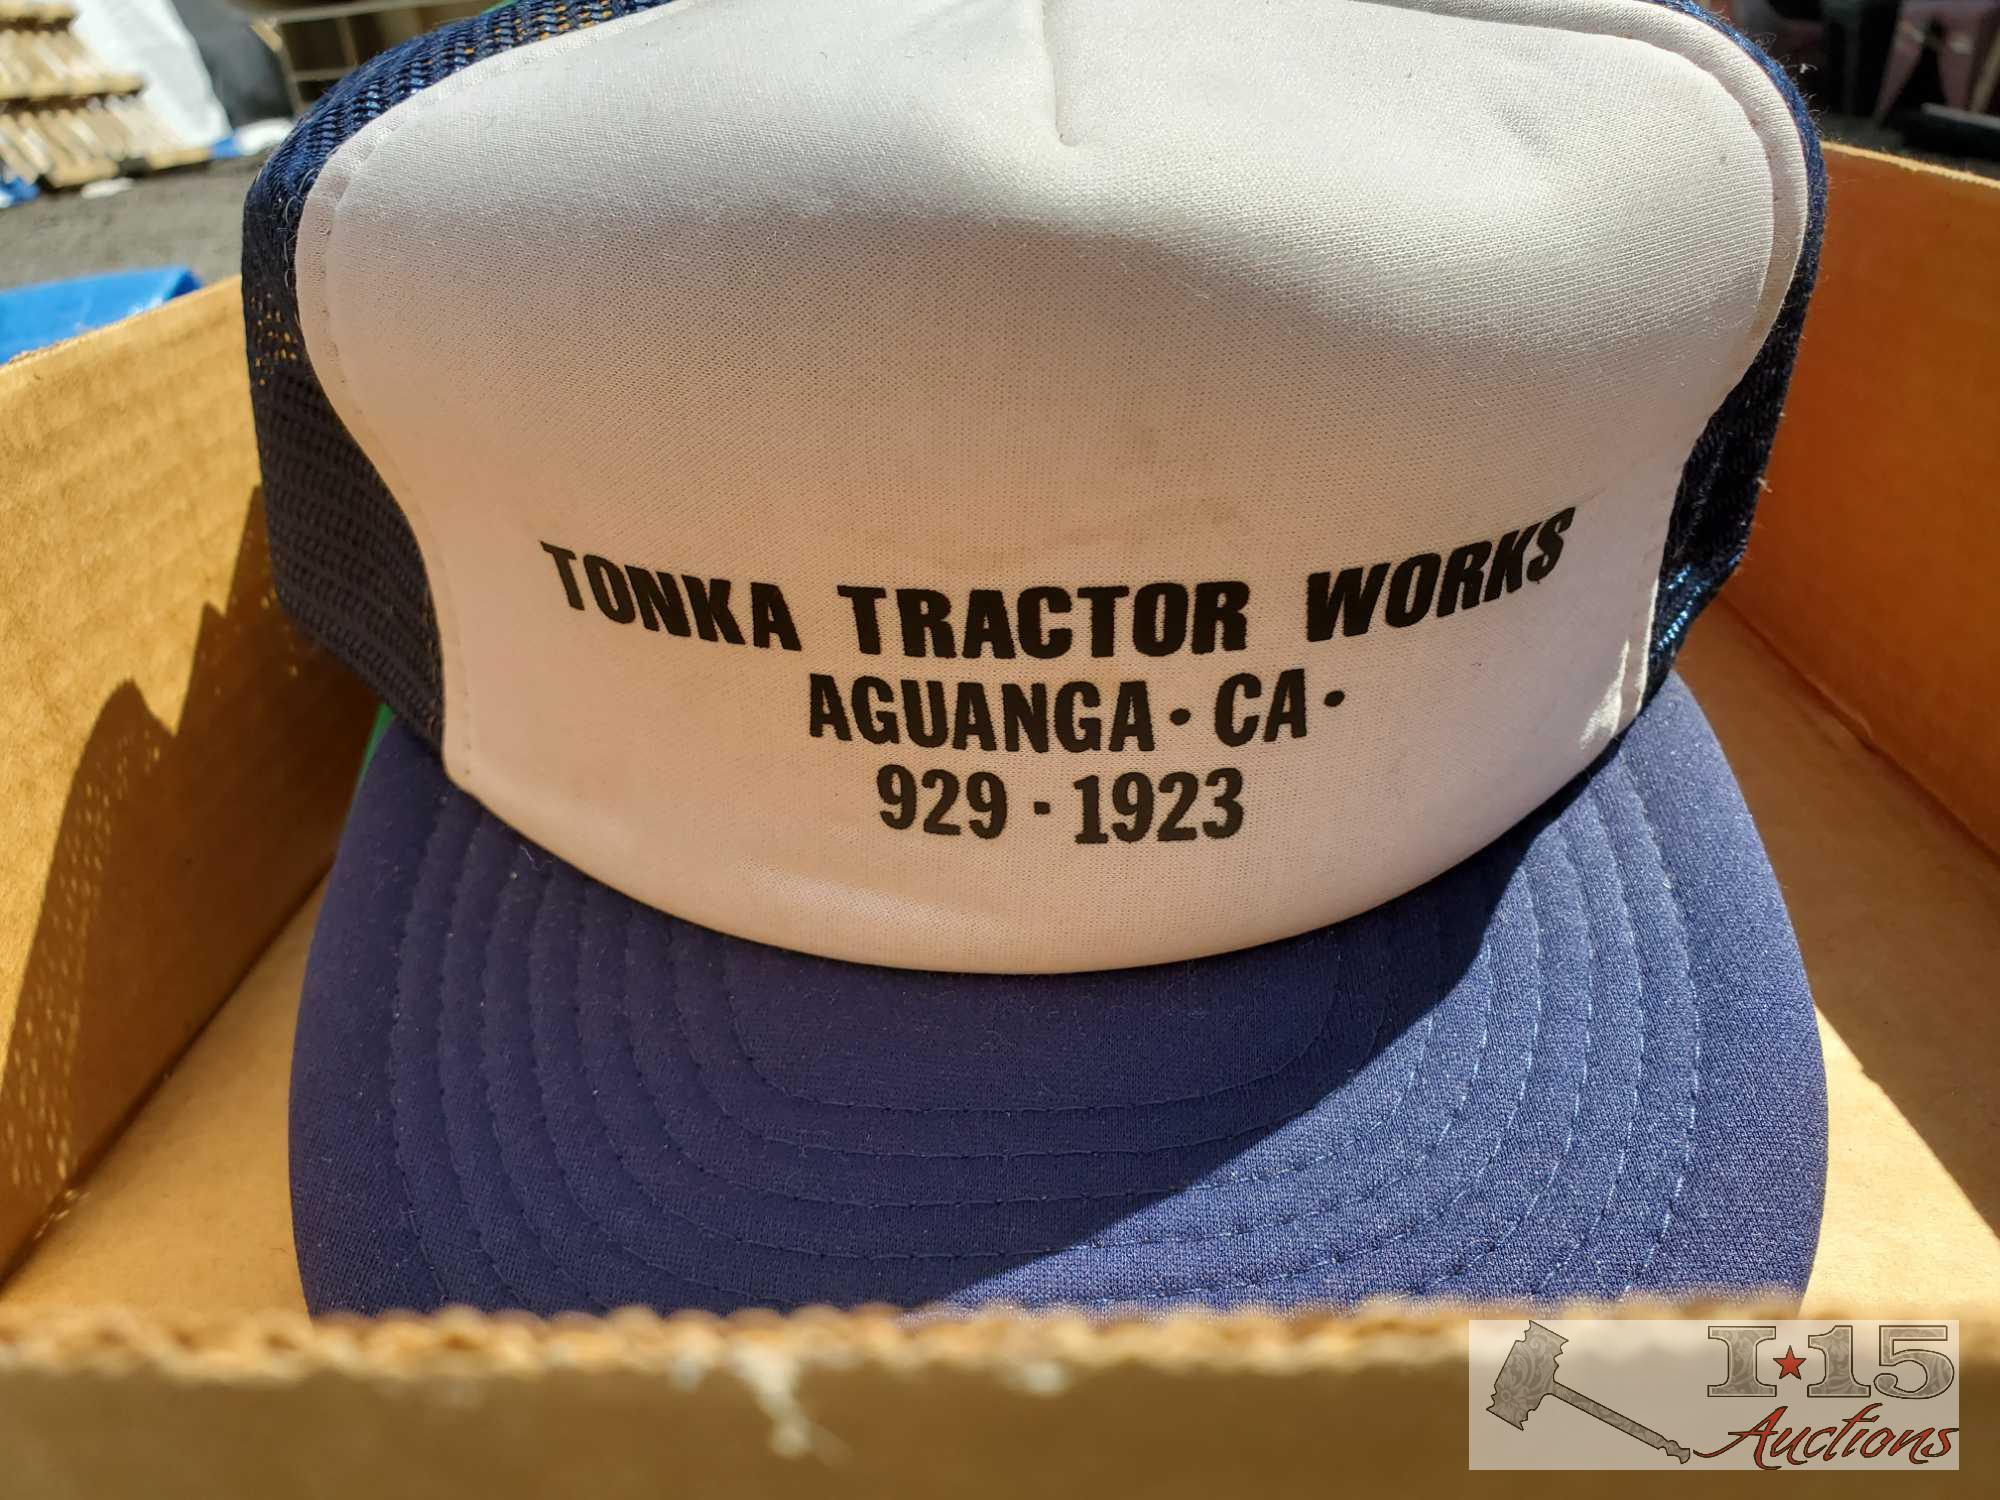 TONKA TRACTOR WORKS
AGUANGA · CA ·
929 · 1923
I★15
Auctions